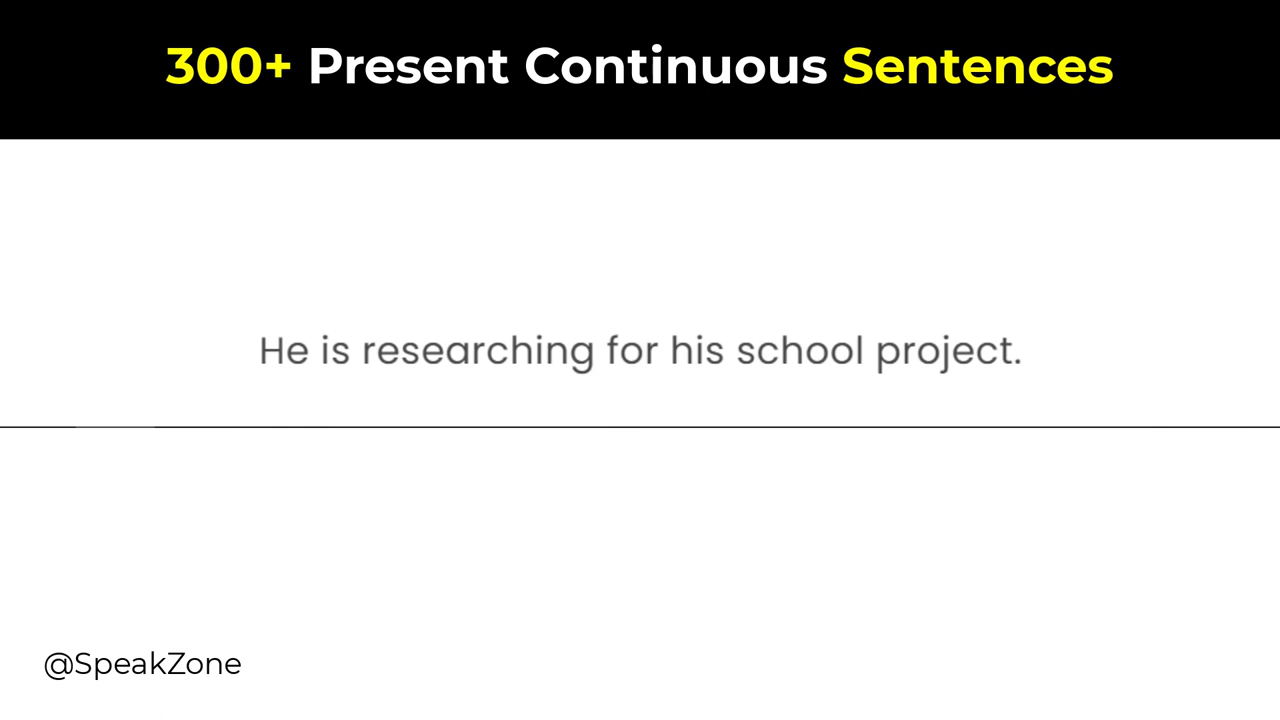 300+ Present Continuous Sentences
He is researching for his school project.
@SpeakZone